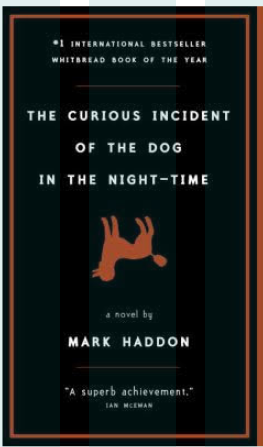 #1 INTERNATIONAL BESTSELLER
WHITBREAD BOOK OF THE YEAR
THE CURIOUS INCIDENT
OF THE DOG
IN THE NIGHT-TIME
a novel by
MARK HADDON
"A superb achievement."
IAN MCEWAN